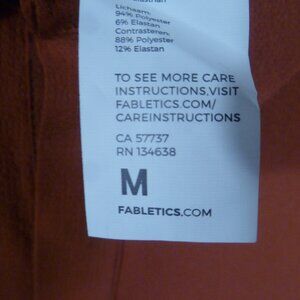 Lichaam:
94% Polyester
6% Elastan
Contrasteren:
88% Polyester
12% Elastan
TO SEE MORE CARE
INSTRUCTIONS,VISIT
FABLETICS.COM/
CAREINSTRUCTIONS
CA 57737
RN 134638
M
FABLETICS.COM